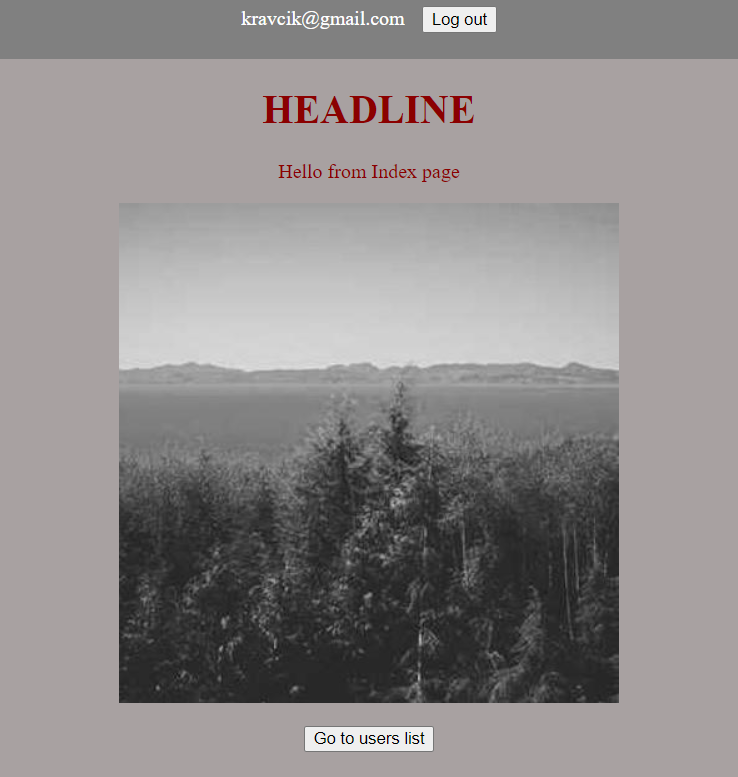 kravcik@gmail.com Log out
HEADLINE
Hello from Index page
Go to users list